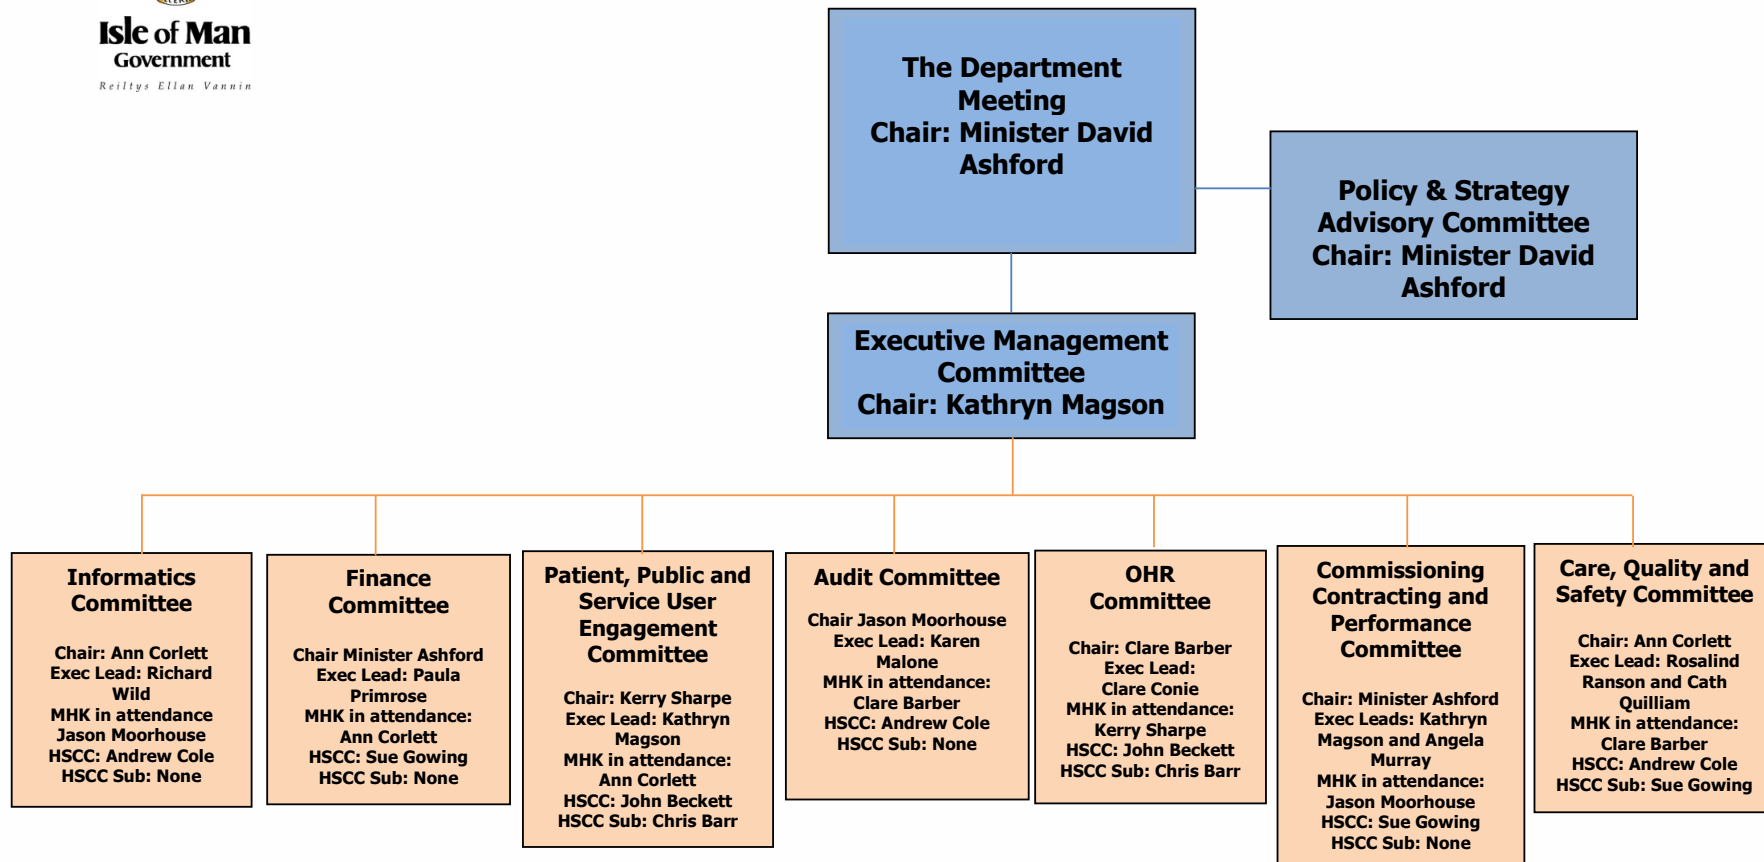 Isle of Man
Government
Reiltys Ellan Vannin
The Department
Meeting
Chair: Minister David
Ashford
Policy & Strategy
Advisory Committee
Chair: Minister David
Ashford
Executive Management
Committee
Chair: Kathryn Magson
Informatics
Committee
Chair: Ann Corlett
Exec Lead: Richard
Wild
MHK in attendance
Jason Moorhouse
HSCC: Andrew Cole
HSCC Sub: None
Finance
Committee
Chair Minister Ashford
Exec Lead: Paula
Primrose
MHK in attendance:
Ann Corlett
HSCC: Sue Gowing
HSCC Sub: None
Patient, Public and
Service User
Engagement
Committee
Chair: Kerry Sharpe
Exec Lead: Kathryn
Magson
MHK in attendance:
Ann Corlett
HSCC: John Beckett
HSCC Sub: Chris Barr
Audit Committee
Chair Jason Moorhouse
Exec Lead: Karen
Malone
MHK in attendance:
Clare Barber
HSCC: Andrew Cole
HSCC Sub: None
OHR
Committee
Chair: Clare Barber
Exec Lead:
Clare Conie
MHK in attendance:
Kerry Sharpe
HSCC: John Beckett
HSCC Sub: Chris Barr
Commissioning
Contracting and
Performance
Committee
Chair: Minister Ashford
Exec Leads: Kathryn
Magson and Angela
Murray
MHK in attendance:
Jason Moorhouse
HSCC: Sue Gowing
HSCC Sub: None
Care, Quality and
Safety Committee
Chair: Ann Corlett
Exec Lead: Rosalind
Ranson and Cath
Quilliam
MHK in attendance:
Clare Barber
HSCC: Andrew Cole
HSCC Sub: Sue Gowing